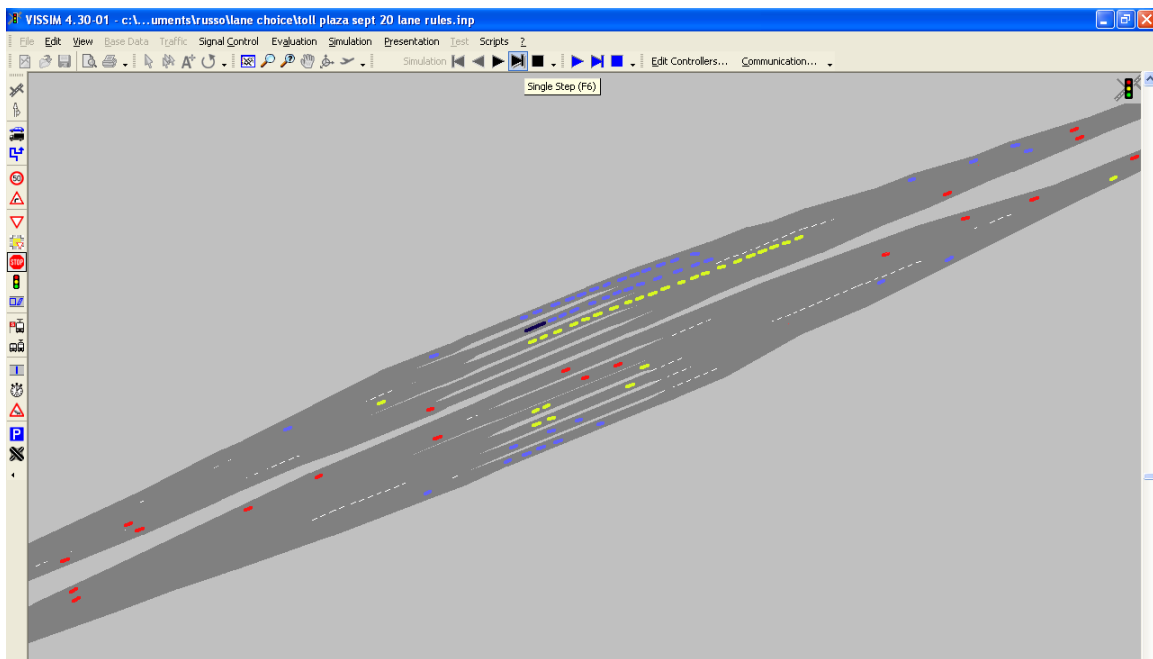 VISSIM 4.30-01 - c:\...uments\russo\lane choice\toll plaza sept 20 lane rules.inp
File Edit View Base Data Traffic Signal Control Evaluation Simulation Presentation Test Scripts ?
Simulation Edit Controllers... Communication...
Single Step (F6)
50
STOP
P